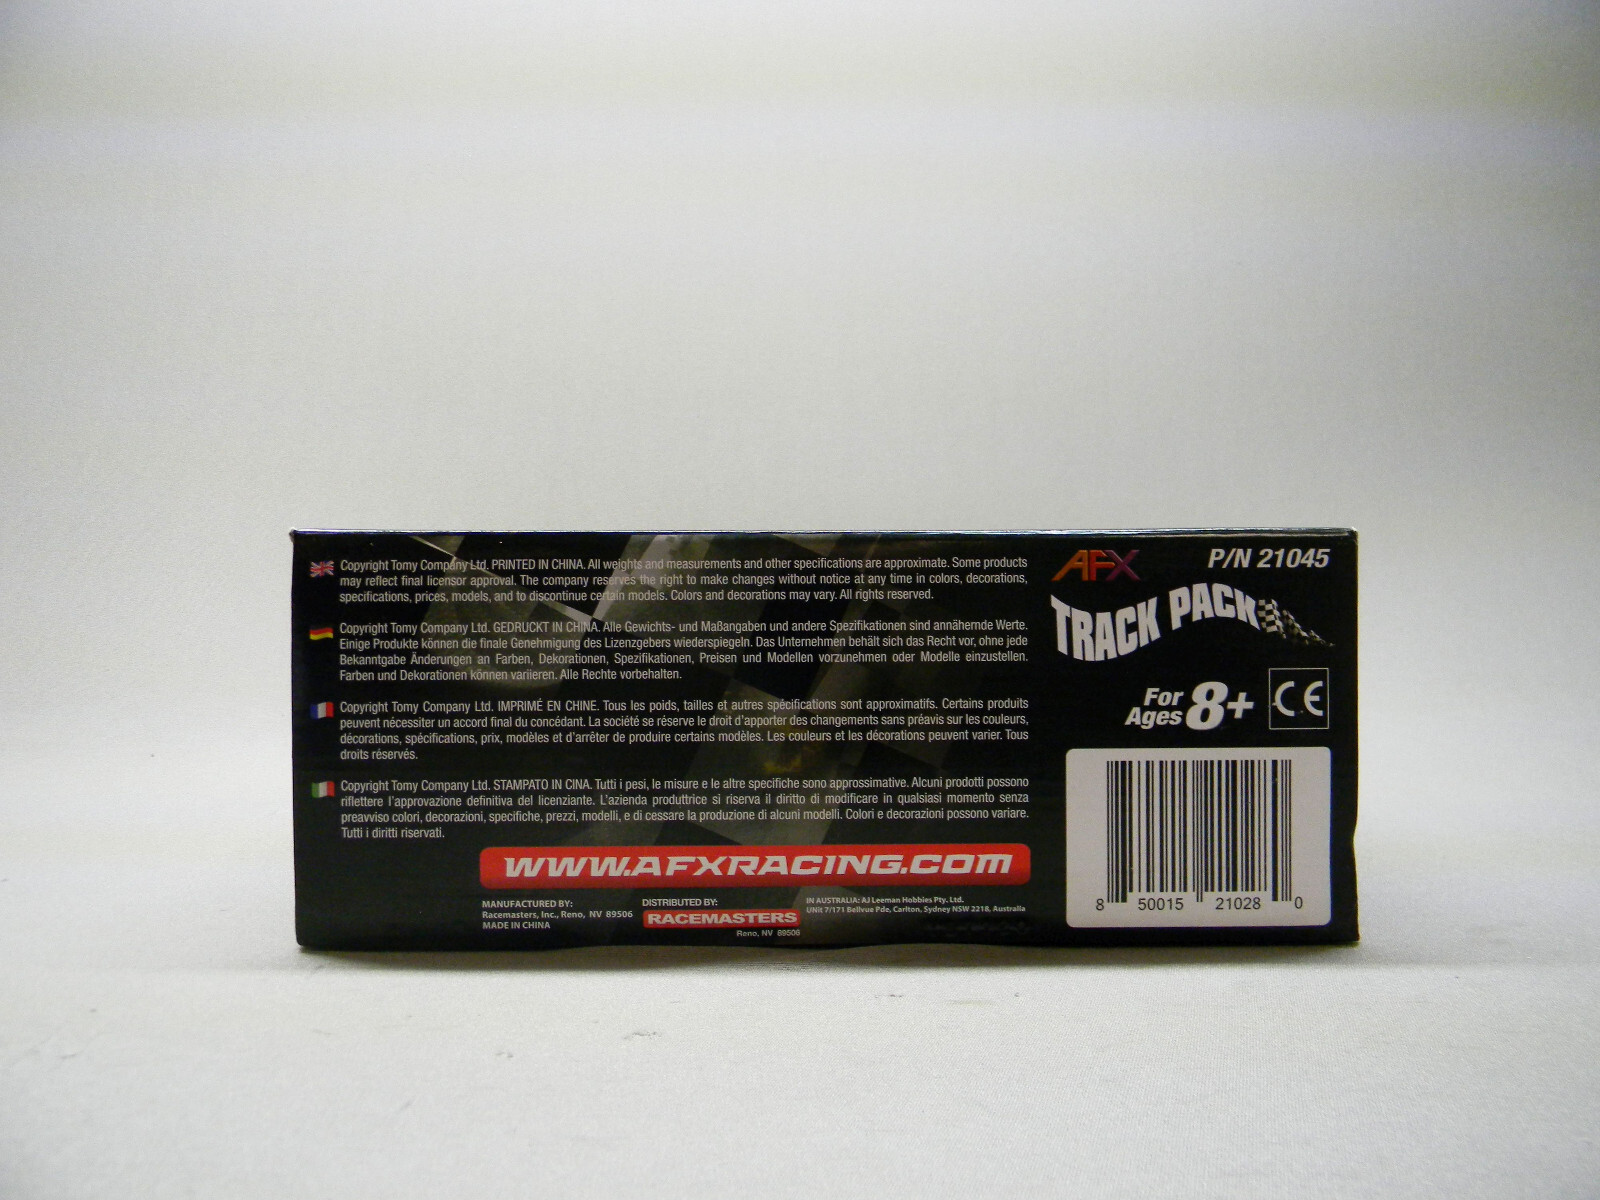 Copyright Tomy Company Ltd. PRINTED IN CHINA. All weights and measurements and other specifications are approximate. Some products
may reflect final licensor approval. The company reserves the right to make changes without notice at any time in colors, decorations,
specifications, prices, models, and to discontinue certain models. Colors and decorations may vary. All rights reserved.
Copyright Tomy Company Ltd. GEDRUCKT IN CHINA. Alle Gewichts- und Maßangaben und andere Spezifikationen sind annähernde Werte.
Einige Produkte können die finale Genehmigung des Lizenzgebers wiederspiegeln. Das Unternehmen behält sich das Recht vor, ohne jede
Bekanntgabe Änderungen an Farben, Dekorationen, Spezifikationen, Preisen und Modellen vorzunehmen oder Modelle einzustellen.
Farben und Dekorationen können variieren. Alle Rechte vorbehalten.
Copyright Tomy Company Ltd. IMPRIMÉ EN CHINE. Tous les poids, tailles et autres spécifications sont approximatifs. Certains produits
peuvent nécessiter un accord final du concédant. La société se réserve le droit d'apporter des changements sans préavis sur les couleurs,
décorations, spécifications, prix, modèles et d'arrêter de produire certains modèles. Les couleurs et les décorations peuvent varier. Tous
droits réservés.
Copyright Tomy Company Ltd. STAMPATO IN CINA. Tutti i pesi, le misure e le altre specifiche sono approssimative. Alcuni prodotti possono
riflettere l'approvazione definitiva del licenziante. L'azienda produttrice si riserva il diritto di modificare in qualsiasi momento senza
preavviso colori, decorazioni, specifiche, prezzi, modelli, e di cessare la produzione di alcuni modelli. Colori e decorazioni possono variare.
Tutti i diritti riservati.
WWW.AFXRACING.COM
MANUFACTURED BY:
Racemasters, Inc., Reno, NV 89506
MADE IN CHINA
DISTRIBUTED BY:
RACEMASTERS
Reno, NV 89506
IN AUSTRALIA: AJ Leeman Hobbies Pty. Ltd.
UNit 7/171 Bellvue Pde, Carlton, Sydney NSW 2218, Australia
AFX
P/N 21045
TRACK PACK
For
Ages 8+
CE
8 50015 21028 0